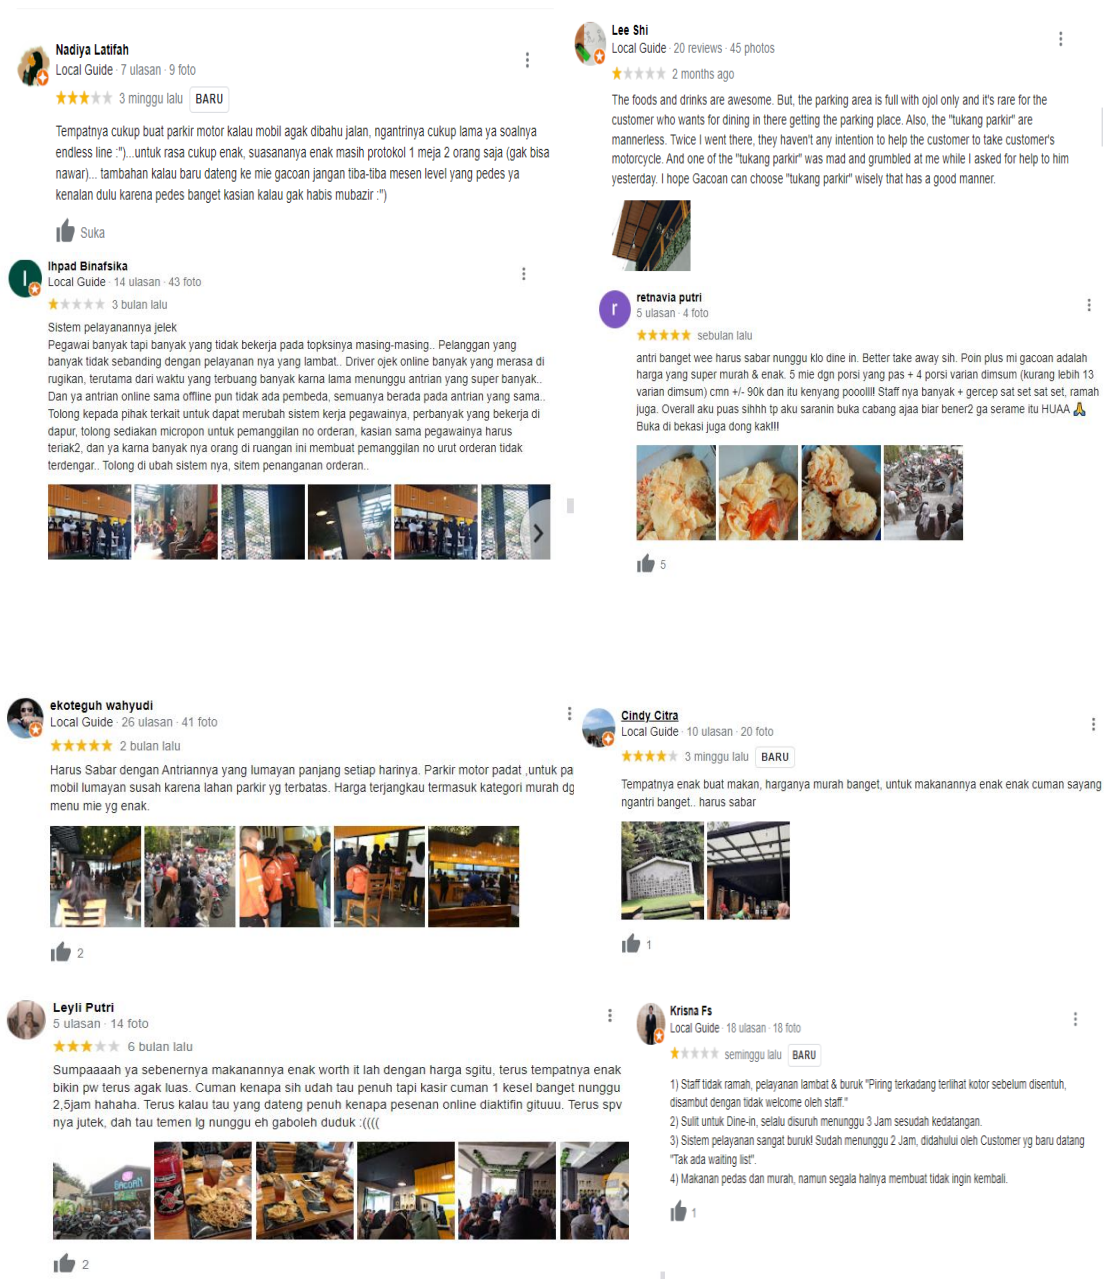 Nadiya Latifah
Local Guide · 7 ulasan · 9 foto
3 minggu lalu BARU
Tempatnya cukup buat parkir motor kalau mobil agak dibahu jalan, ngantrinya cukup lama ya soalnya
endless line :")...untuk rasa cukup enak, suasananya enak masih protokol 1 meja 2 orang saja (gak bisa
nawar)... tambahan kalau baru dateng ke mie gacoan jangan tiba-tiba mesen level yang pedes ya
kenalan dulu karena pedes banget kasian kalau gak habis mubazir :")
Suka
Ihpad Binafsika
Local Guide · 14 ulasan · 43 foto
3 bulan lalu
Sistem pelayanannya jelek
Pegawai banyak tapi banyak yang tidak bekerja pada topksinya masing-masing.. Pelanggan yang
banyak tidak sebanding dengan pelayanan nya yang lambat.. Driver ojek online banyak yang merasa di
rugikan, terutama dari waktu yang terbuang banyak karna lama menunggu antrian yang super banyak..
Dan ya antrian online sama offline pun tidak ada pembeda, semuanya berada pada antrian yang sama..
Tolong kepada pihak terkait untuk dapat merubah sistem kerja pegawainya, perbanyak yang bekerja di
dapur, tolong sediakan micropon untuk pemanggilan no orderan, kasian sama pegawainya harus
teriak2, dan ya karna banyak nya orang di ruangan ini membuat pemanggilan no urut orderan tidak
terdengar.. Tolong di ubah sistem nya, sitem penanganan orderan..
Lee Shi
Local Guide · 20 reviews · 45 photos
2 months ago
The foods and drinks are awesome. But, the parking area is full with ojol only and it's rare for the
customer who wants for dining in there getting the parking place. Also, the "tukang parkir" are
mannerless. Twice I went there, they haven't any intention to help the customer to take customer's
motorcycle. And one of the "tukang parkir" was mad and grumbled at me while I asked for help to him
yesterday. I hope Gacoan can choose "tukang parkir" wisely that has a good manner.
r
retnavia putri
5 ulasan · 4 foto
sebulan lalu
antri banget wee harus sabar nunggu klo dine in. Better take away sih. Poin plus mi gacoan adalah
harga yang super murah & enak. 5 mie dgn porsi yang pas + 4 porsi varian dimsum (kurang lebih 13
varian dimsum) cmn +/- 90k dan itu kenyang pooolll! Staff nya banyak + gercep sat set sat set, ramah
juga. Overall aku puas sihhh tp aku saranin buka cabang ajaa biar bener2 ga serame itu HUAA 🙏
Buka di bekasi juga dong kak!!!
5
ekoteguh wahyudi
Local Guide · 26 ulasan · 41 foto
2 bulan lalu
Harus Sabar dengan Antriannya yang lumayan panjang setiap harinya. Parkir motor padat ,untuk pa
mobil lumayan susah karena lahan parkir yg terbatas. Harga terjangkau termasuk kategori murah dg
menu mie yg enak.
2
Cindy Citra
Local Guide · 10 ulasan · 20 foto
3 minggu lalu BARU
Tempatnya enak buat makan, harganya murah banget, untuk makanannya enak enak cuman sayang
ngantri banget.. harus sabar
1
Leyli Putri
5 ulasan · 14 foto
6 bulan lalu
Sumpaaaah ya sebenernya makanannya enak worth it lah dengan harga sgitu, terus tempatnya enak
bikin pw terus agak luas. Cuman kenapa sih udah tau penuh tapi kasir cuman 1 kesel banget nunggu
2,5jam hahaha. Terus kalau tau yang dateng penuh kenapa pesenan online diaktifin gituuu. Terus spv
nya jutek, dah tau temen lg nunggu eh gaboleh duduk :((((
GACOAN
2
Krisna Fs
Local Guide · 18 ulasan · 18 foto
seminggu lalu BARU
1) Staff tidak ramah, pelayanan lambat & buruk "Piring terkadang terlihat kotor sebelum disentuh,
disambut dengan tidak welcome oleh staff."
2) Sulit untuk Dine-in, selalu disuruh menunggu 3 Jam sesudah kedatangan.
3) Sistem pelayanan sangat buruk! Sudah menunggu 2 Jam, didahului oleh Customer yg baru datang
"Tak ada waiting list".
4) Makanan pedas dan murah, namun segala halnya membuat tidak ingin kembali.
1